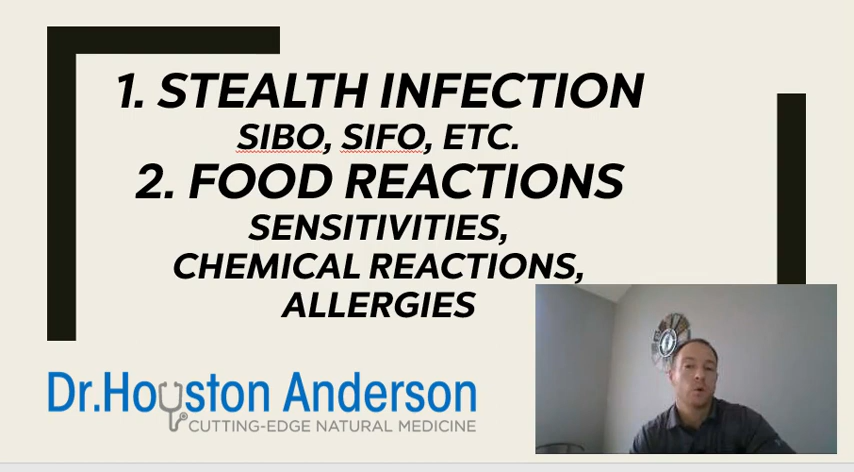 1. STEALTH INFECTION
SIBO, SIFO, ETC.
2. FOOD REACTIONS
SENSITIVITIES,
CHEMICAL REACTIONS,
ALLERGIES
Dr.Houston Anderson
CUTTING-EDGE NATURAL MEDICINE